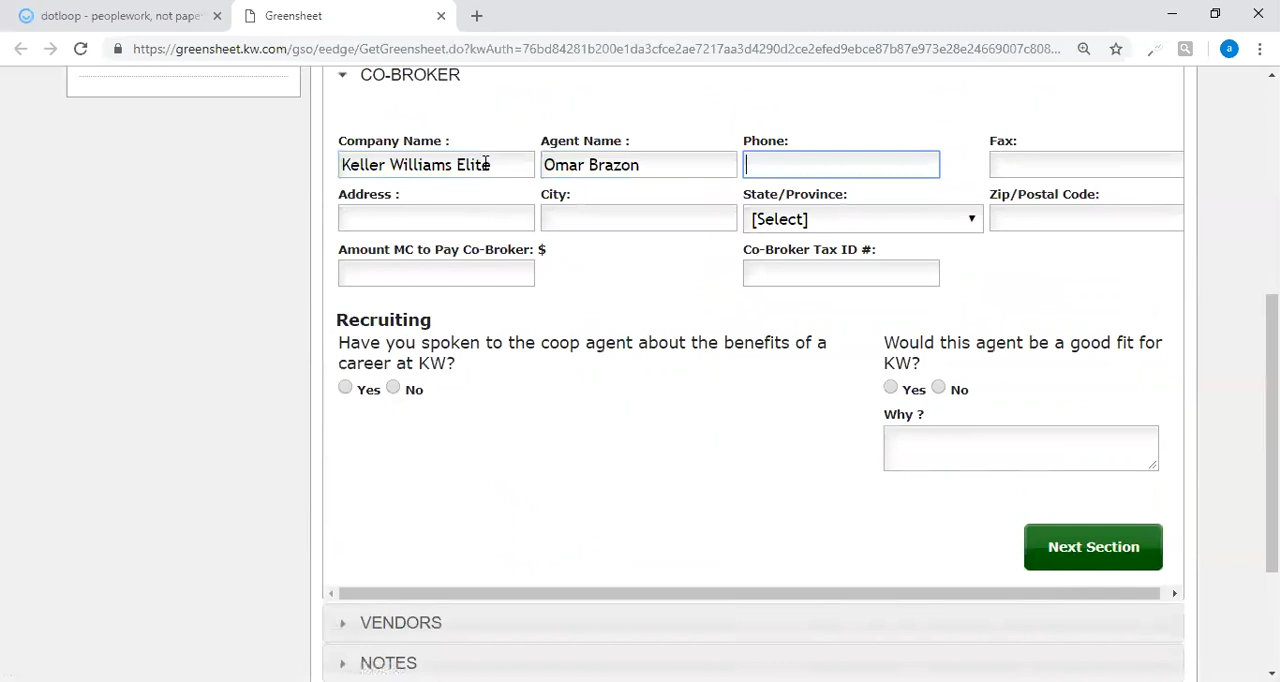 dotloop - peoplework, not pape
Greensheet
https://greensheet.kw.com/gso/eedge/GetGreensheet.do?kwAuth=76bd84281b200e1da3cfce2ae7217aa3d4290d2ce2efed9ebce87b87e973e28e24669007c808...
a
CO-BROKER
Company Name :
Agent Name :
Phone:
Fax:
Keller Williams Elite
Omar Brazon
Address :
City:
State/Province:
Zip/Postal Code:
[Select]
Amount MC to Pay Co-Broker: $
Co-Broker Tax ID #:
Recruiting
Have you spoken to the coop agent about the benefits of a
career at KW?
Yes
No
Would this agent be a good fit for
KW?
Yes
No
Why ?
Next Section
VENDORS
NOTES